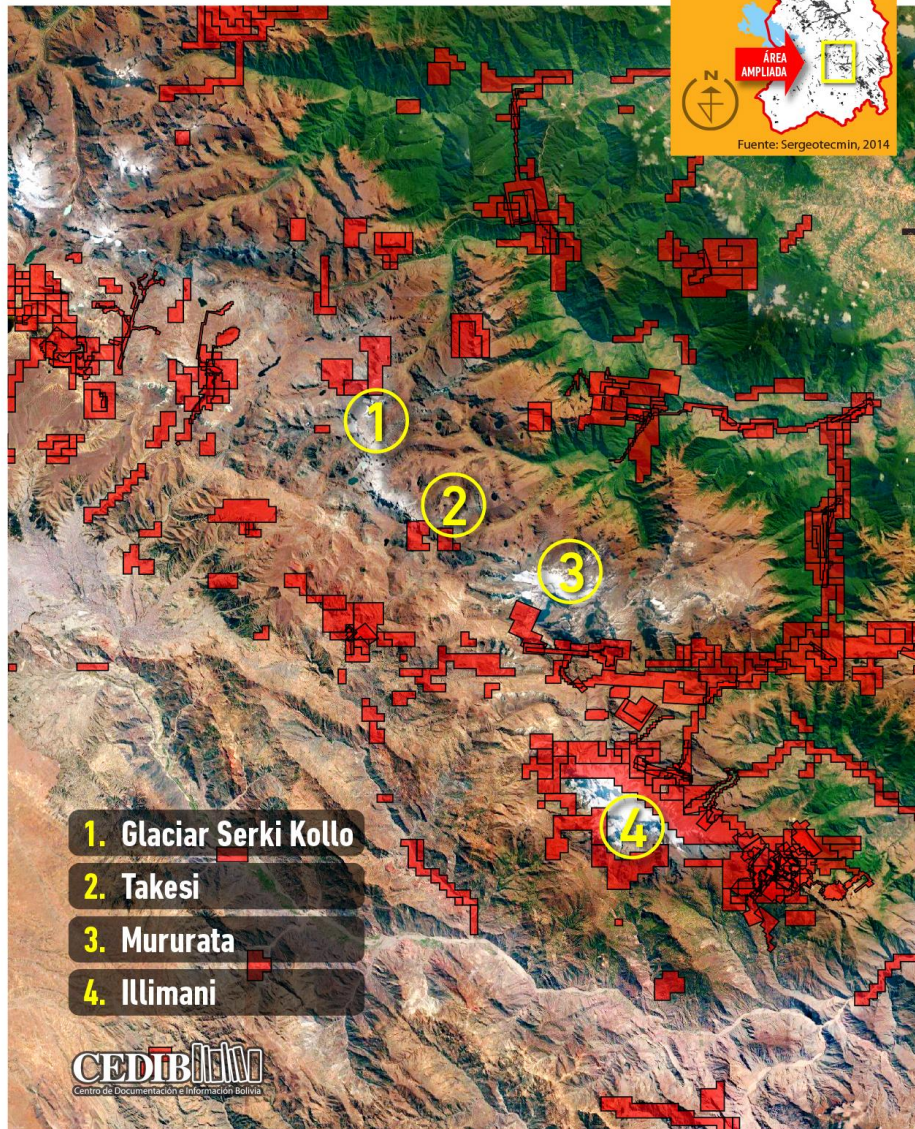 ÁREA
AMPLIADA
N
Fuente: Sergeotecmin, 2014
1
2
3
4
1. Glaciar Serki Kollo
2. Takesi
3. Mururata
4. Illimani
CEDIB
Centro de Documentación e Información Bolivia